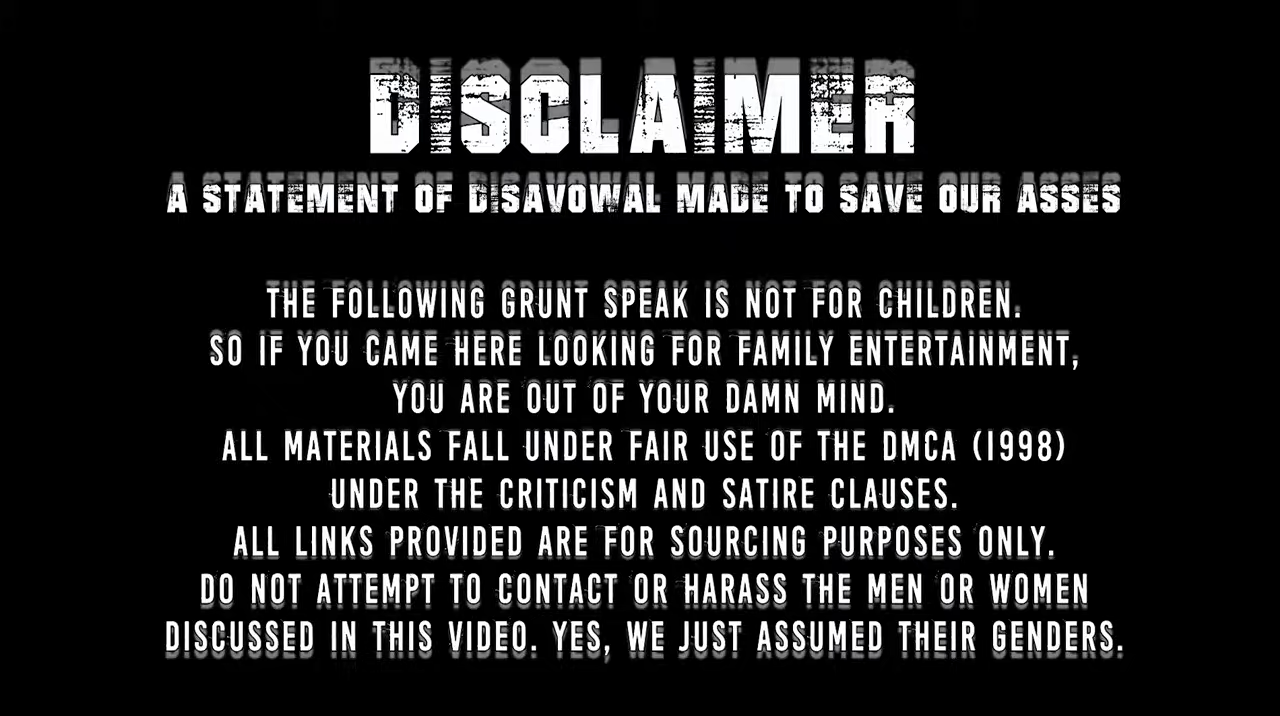 DISCLAIMER
A STATEMENT OF DISAVOWAL MADE TO SAVE OUR ASSES
THE FOLLOWING GRUNT SPEAK IS NOT FOR CHILDREN.
SO IF YOU CAME HERE LOOKING FOR FAMILY ENTERTAINMENT,
YOU ARE OUT OF YOUR DAMN MIND.
ALL MATERIALS FALL UNDER FAIR USE OF THE DMCA (1998)
UNDER THE CRITICISM AND SATIRE CLAUSES.
ALL LINKS PROVIDED ARE FOR SOURCING PURPOSES ONLY.
DO NOT ATTEMPT TO CONTACT OR HARASS THE MEN OR WOMEN
DISCUSSED IN THIS VIDEO. YES, WE JUST ASSUMED THEIR GENDERS.